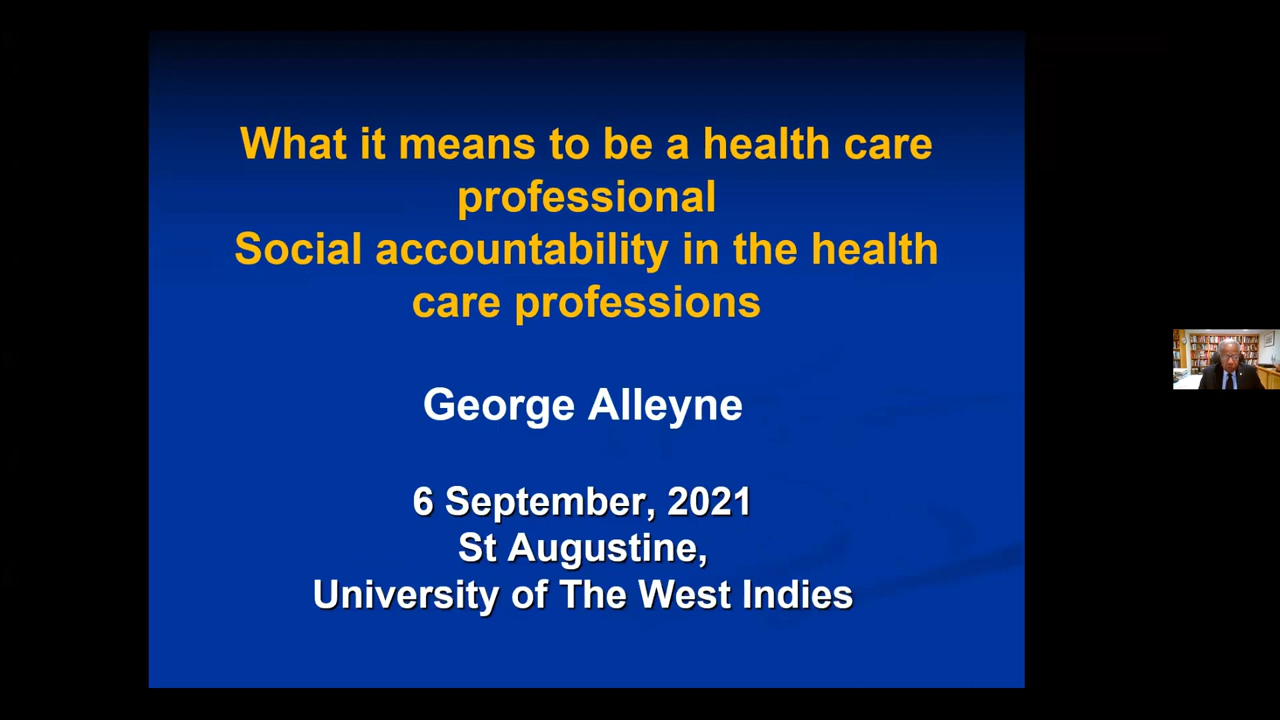 What it means to be a health care
professional
Social accountability in the health
care professions
George Alleyne
6 September, 2021
St Augustine,
University of The West Indies